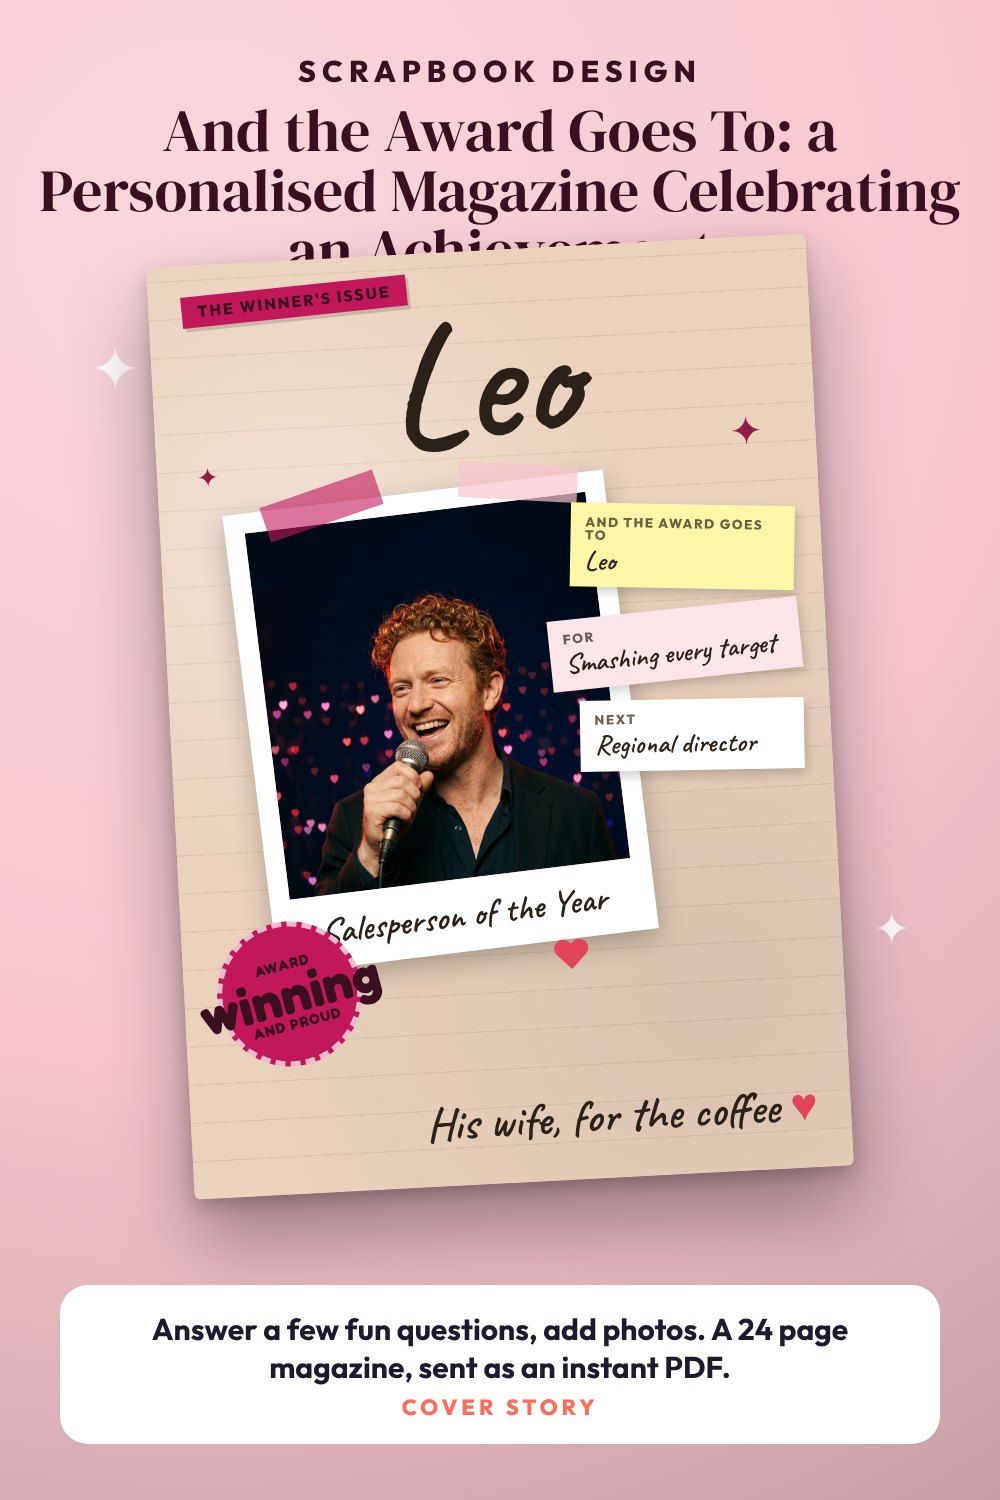 SCRAPBOOK DESIGN
And the Award Goes To: a
Personalised Magazine Celebrating
an Achievement
THE WINNER'S ISSUE
Leo
AND THE AWARD GOES
TO
Leo
FOR
Smashing every target
NEXT
Regional director
Salesperson of the Year
AWARD
winning
AND PROUD
His wife, for the coffee ♥
Answer a few fun questions, add photos. A 24 page
magazine, sent as an instant PDF.
COVER STORY